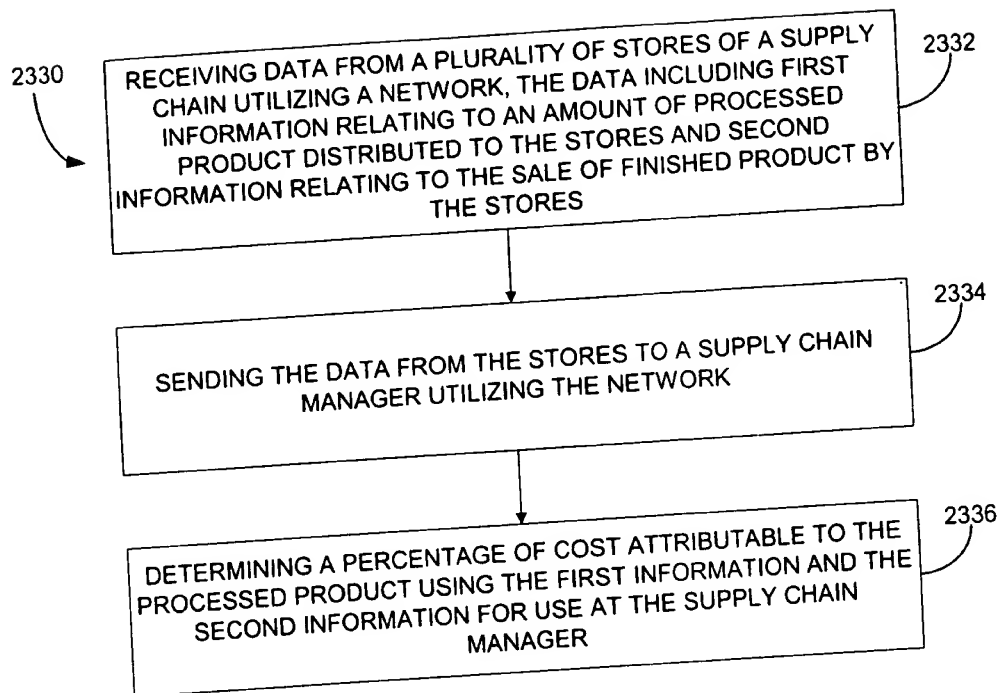 2330
2332
RECEIVING DATA FROM A PLURALITY OF STORES OF A SUPPLY
CHAIN UTILIZING A NETWORK, THE DATA INCLUDING FIRST
INFORMATION RELATING TO AN AMOUNT OF PROCESSED
PRODUCT DISTRIBUTED TO THE STORES AND SECOND
INFORMATION RELATING TO THE SALE OF FINISHED PRODUCT BY
THE STORES
2334
SENDING THE DATA FROM THE STORES TO A SUPPLY CHAIN
MANAGER UTILIZING THE NETWORK
2336
DETERMINING A PERCENTAGE OF COST ATTRIBUTABLE TO THE
PROCESSED PRODUCT USING THE FIRST INFORMATION AND THE
SECOND INFORMATION FOR USE AT THE SUPPLY CHAIN
MANAGER